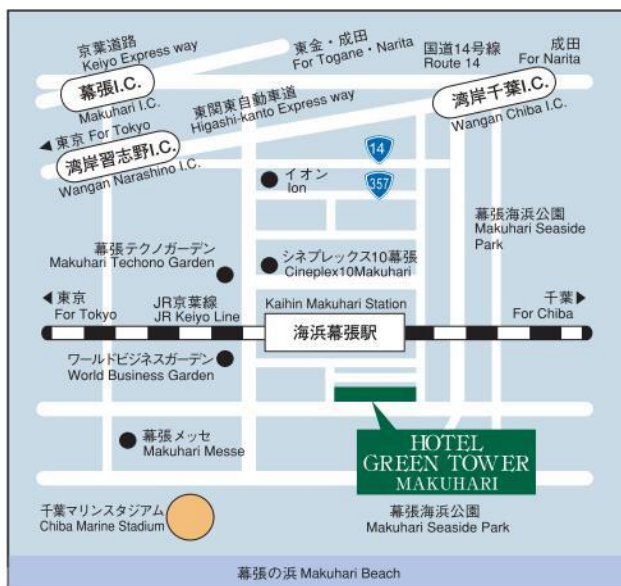 京葉道路
Keiyo Express way
東金・成田
For Togane・Narita
国道14号線
Route 14
成田
For Narita
幕張I.C.
Makuhari I.C.
東関東自動車道
Higashi-kanto Express way
湾岸千葉I.C.
Wangan Chiba I.C.
東京 For Tokyo
湾岸習志野I.C.
Wangan Narashino I.C.
14
357
イオン
Ion
幕張海浜公園
Makuhari Seaside
Park
幕張テクノガーデン
Makuhari Techono Garden
シネプレックス10幕張
Cineplex10Makuhari
東京
For Tokyo
JR京葉線
JR Keiyo Line
Kaihin Makuhari Station
海浜幕張駅
千葉
For Chiba
ワールドビジネスガーデン
World Business Garden
幕張メッセ
Makuhari Messe
HOTEL
GREEN TOWER
MAKUHARI
千葉マリンスタジアム
Chiba Marine Stadium
幕張海浜公園
Makuhari Seaside Park
幕張の浜 Makuhari Beach